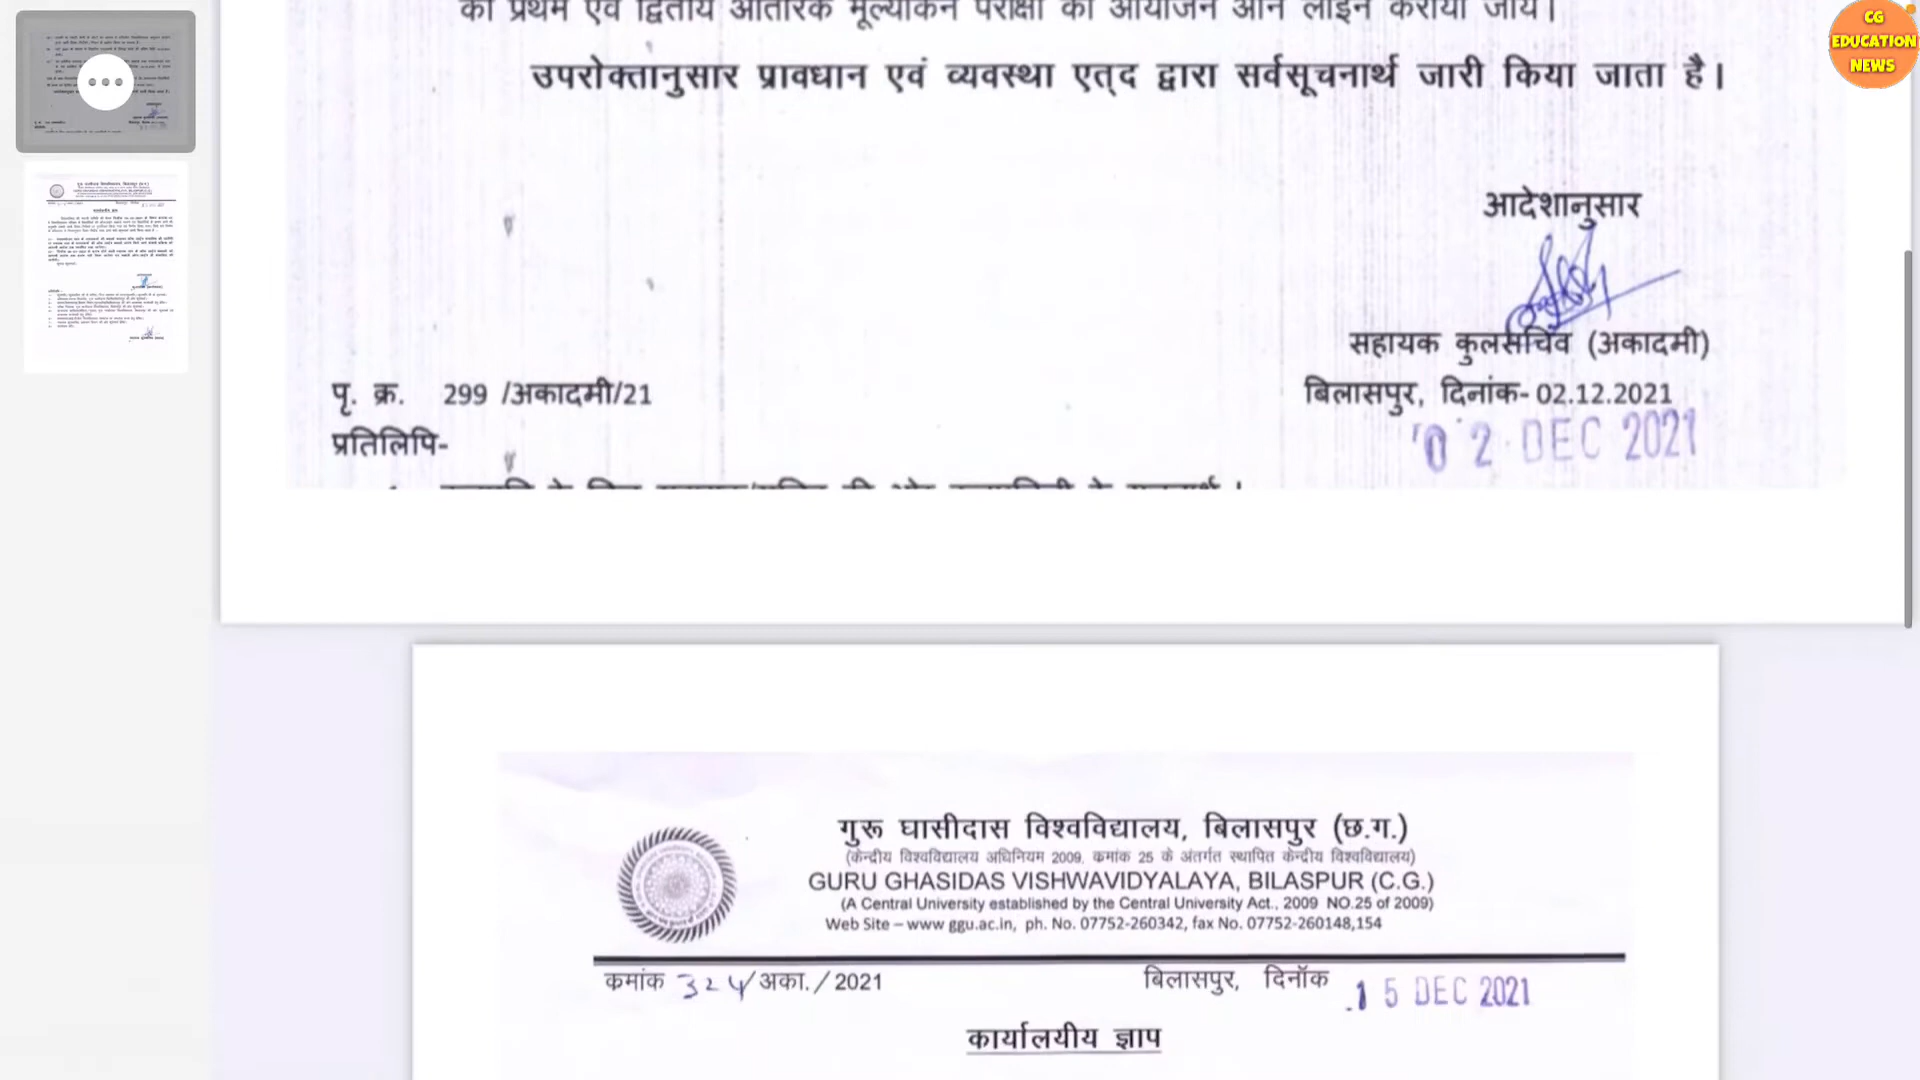 का प्रथम एवं द्वितीय आंतरिक मूल्यांकन परीक्षा का आयोजन ऑन लाईन कराया जाये।
उपरोक्तानुसार प्रावधान एवं व्यवस्था एत्द द्वारा सर्वसूचनार्थ जारी किया जाता है।
आदेशानुसार
सहायक कुलसचिव (अकादमी)
पृ. क्र. 299 /अकादमी/21
बिलासपुर, दिनांक- 02.12.2021
02 DEC 2021
प्रतिलिपि-
CG
EDUCATION
NEWS
गुरू घासीदास विश्वविद्यालय, बिलासपुर (छ.ग.)
(केन्द्रीय विश्वविद्यालय अधिनियम 2009, कमांक 25 के अंतर्गत स्थापित केन्द्रीय विश्वविद्यालय)
GURU GHASIDAS VISHWAVIDYALAYA, BILASPUR (C.G.)
(A Central University established by the Central University Act., 2009 NO.25 of 2009)
Web Site – www ggu.ac.in, ph. No. 07752-260342, fax No. 07752-260148,154
कमांक 324/अका./2021
बिलासपुर, दिनॉक 15 DEC 2021
कार्यालयीय ज्ञाप